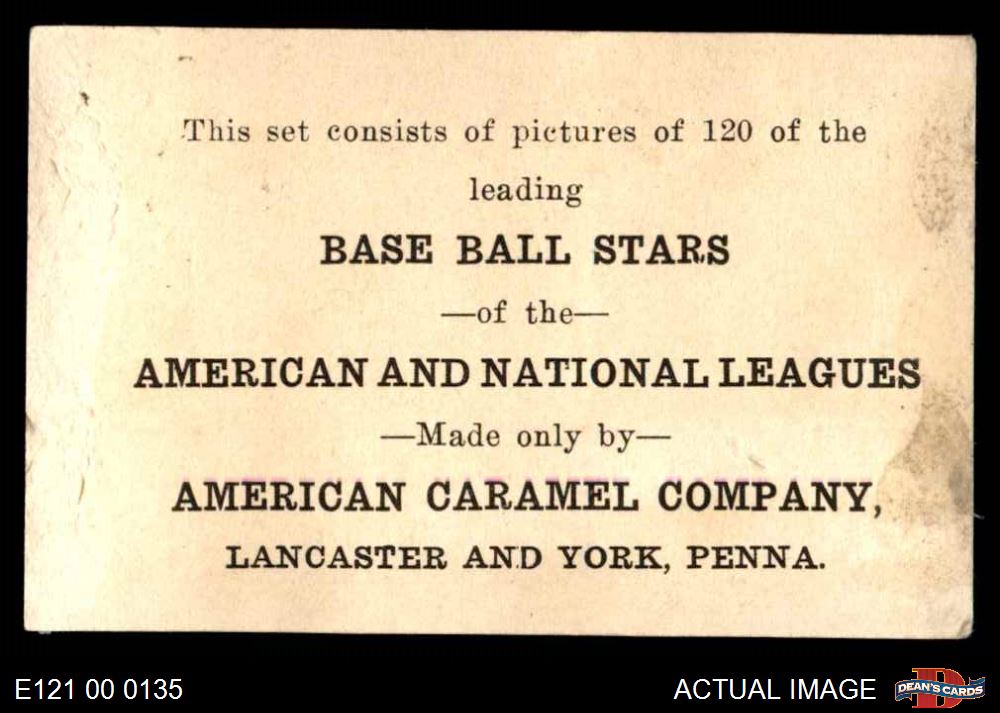 This set consists of pictures of 120 of the
leading
BASE BALL STARS
—of the—
AMERICAN AND NATIONAL LEAGUES
—Made only by—
AMERICAN CARAMEL COMPANY,
LANCASTER AND YORK, PENNA.
E121 00 0135
ACTUAL IMAGE
D
DEAN'S CARDS